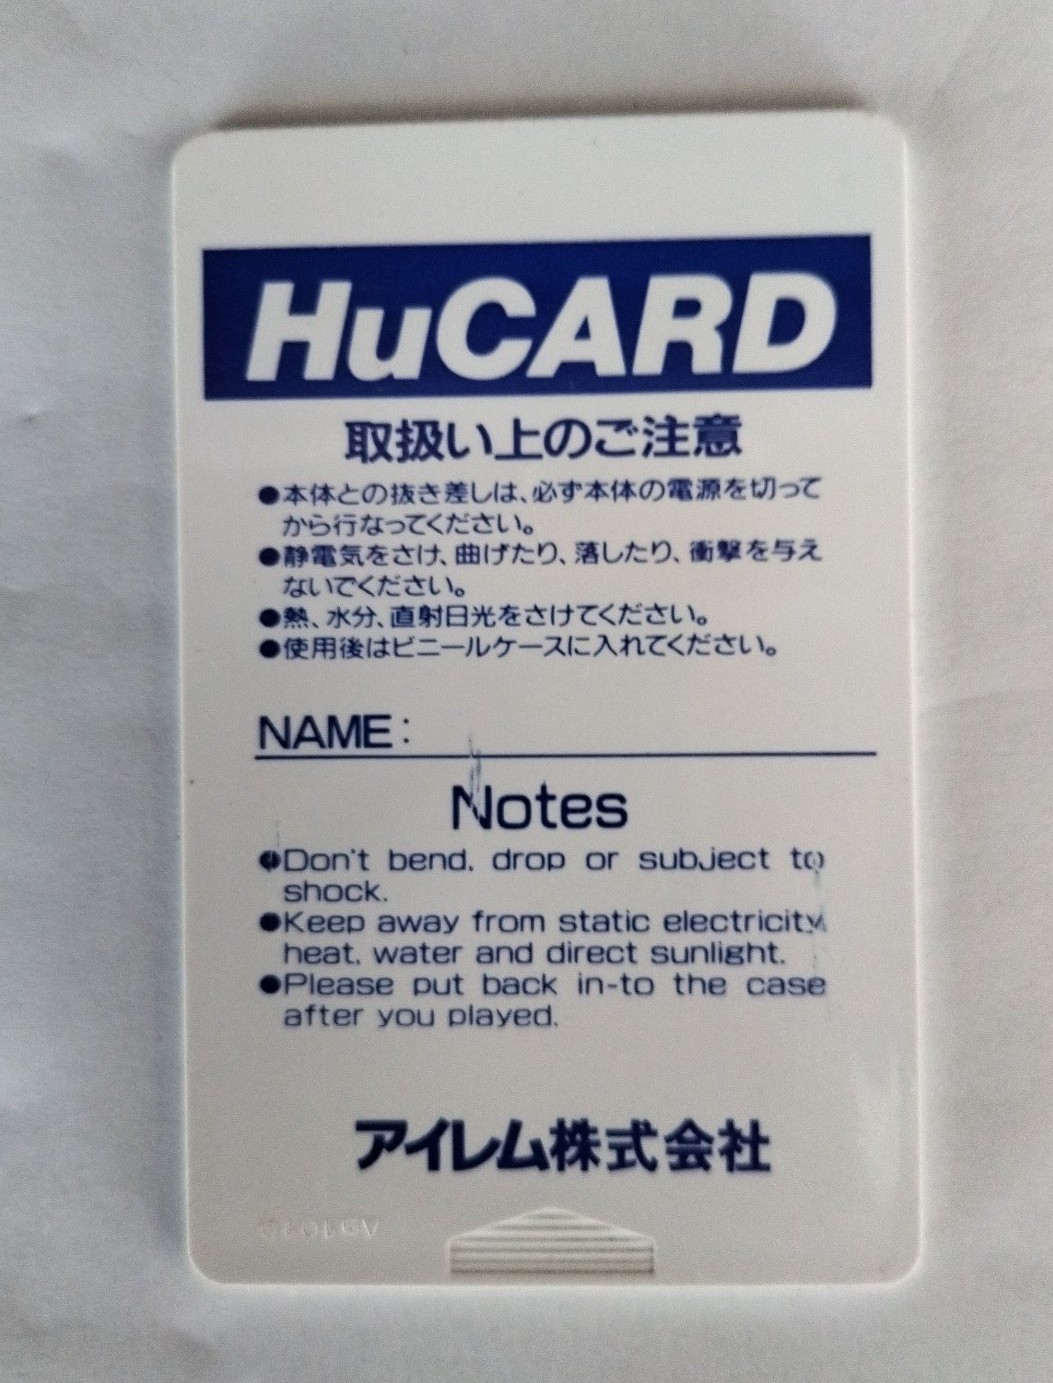 HuCARD
取扱い上のご注意
●本体との抜き差しは、必ず本体の電源を切って
から行なってください。
●静電気をさけ、曲げたり、落したり、衝撃を与え
ないでください。
●熱、水分、直射日光をさけてください。
●使用後はビニールケースに入れてください。
NAME:
Notes
●Don't bend, drop or subject to
shock.
●Keep away from static electricity,
heat, water and direct sunlight.
●Please put back in-to the case
after you played.
アイレム株式会社